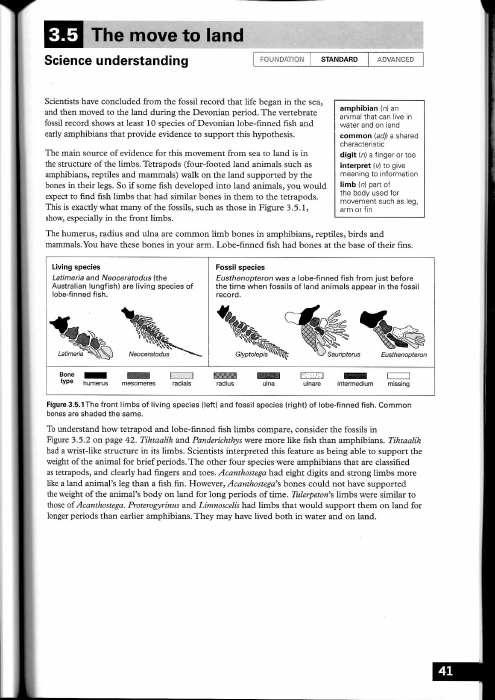 3.5 The move to land
Science understanding
FOUNDATION STANDARD ADVANCED
Scientists have concluded from the fossil record that life began in the sea,
and then moved to the land during the Devonian period. The vertebrate
fossil record shows at least 10 species of Devonian lobe-finned fish and
early amphibians that provide evidence to support this hypothesis.
The main source of evidence for this movement from sea to land is in
the structure of the limbs. Tetrapods (four-footed land animals such as
amphibians, reptiles and mammals) walk on the land supported by the
bones in their legs. So if some fish developed into land animals, you would
expect to find fish limbs that had similar bones in them to the tetrapods.
This is exactly what many of the fossils, such as those in Figure 3.5.1,
show, especially in the front limbs.
amphibian (n) an
animal that can live in
water and on land
common (adj) a shared
characteristic
digit (n) a finger or toe
interpret (v) to give
meaning to information
limb (n) part of
the body used for
movement such as leg,
arm or fin
The humerus, radius and ulna are common limb bones in amphibians, reptiles, birds and
mammals. You have these bones in your arm. Lobe-finned fish had bones at the base of their fins.
Living species
Latimeria and Neoceratodus (the
Australian lungfish) are living species of
lobe-finned fish.
Fossil species
Eusthenopteron was a lobe-finned fish from just before
the time when fossils of land animals appear in the fossil
record.
Latimeria Neoceratodus Glyptolepis Sauripterus Eusthenopteron
Bone
type humerus mesomeres radials radius ulna ulnare intermedium missing
Figure 3.5.1 The front limbs of living species (left) and fossil species (right) of lobe-finned fish. Common
bones are shaded the same.
To understand how tetrapod and lobe-finned fish limbs compare, consider the fossils in
Figure 3.5.2 on page 42. Tiktaalik and Panderichthys were more like fish than amphibians. Tiktaalik
had a wrist-like structure in its limbs. Scientists interpreted this feature as being able to support the
weight of the animal for brief periods. The other four species were amphibians that are classified
as tetrapods, and clearly had fingers and toes. Acanthostega had eight digits and strong limbs more
like a land animal's leg than a fish fin. However, Acanthostega's bones could not have supported
the weight of the animal's body on land for long periods of time. Tulerpeton's limbs were similar to
those of Acanthostega. Proterogyrinus and Limnoscelis had limbs that would support them on land for
longer periods than earlier amphibians. They may have lived both in water and on land.
41